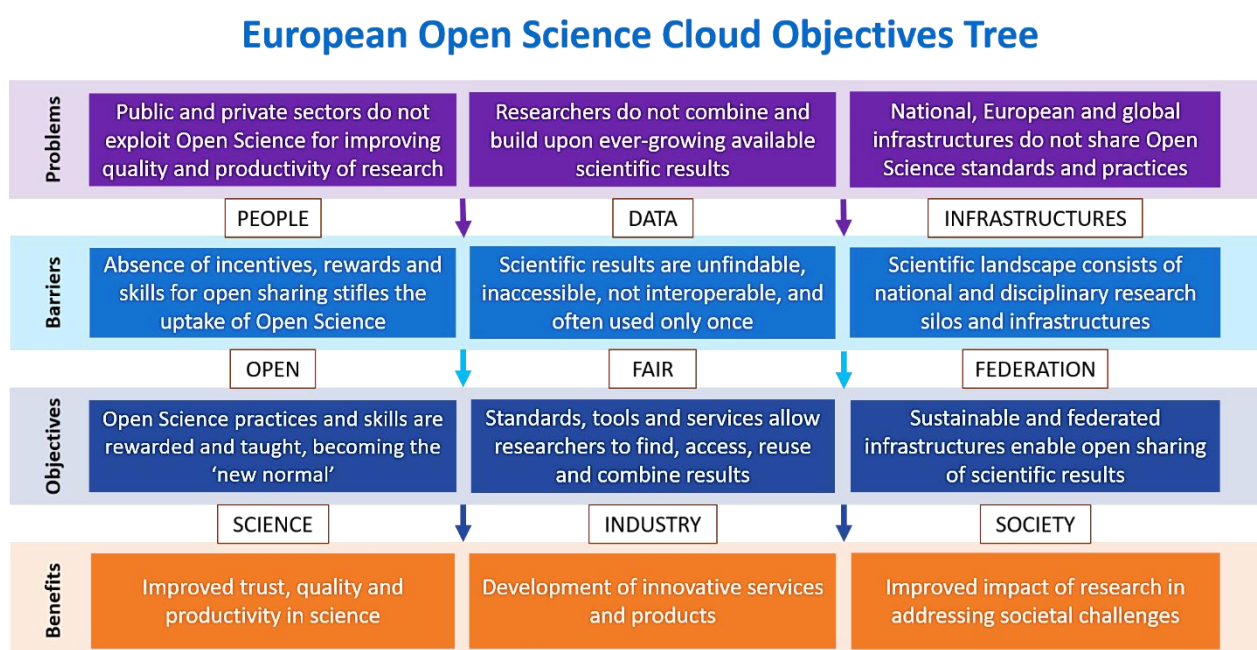 European Open Science Cloud Objectives Tree
Problems
Public and private sectors do not
exploit Open Science for improving
quality and productivity of research
Researchers do not combine and
build upon ever-growing available
scientific results
National, European and global
infrastructures do not share Open
Science standards and practices
PEOPLE
DATA
INFRASTRUCTURES
Barriers
Absence of incentives, rewards and
skills for open sharing stifles the
uptake of Open Science
Scientific results are unfindable,
inaccessible, not interoperable, and
often used only once
Scientific landscape consists of
national and disciplinary research
silos and infrastructures
OPEN
FAIR
FEDERATION
Objectives
Open Science practices and skills are
rewarded and taught, becoming the
‘new normal’
Standards, tools and services allow
researchers to find, access, reuse
and combine results
Sustainable and federated
infrastructures enable open sharing
of scientific results
SCIENCE
INDUSTRY
SOCIETY
Benefits
Improved trust, quality and
productivity in science
Development of innovative services
and products
Improved impact of research in
addressing societal challenges